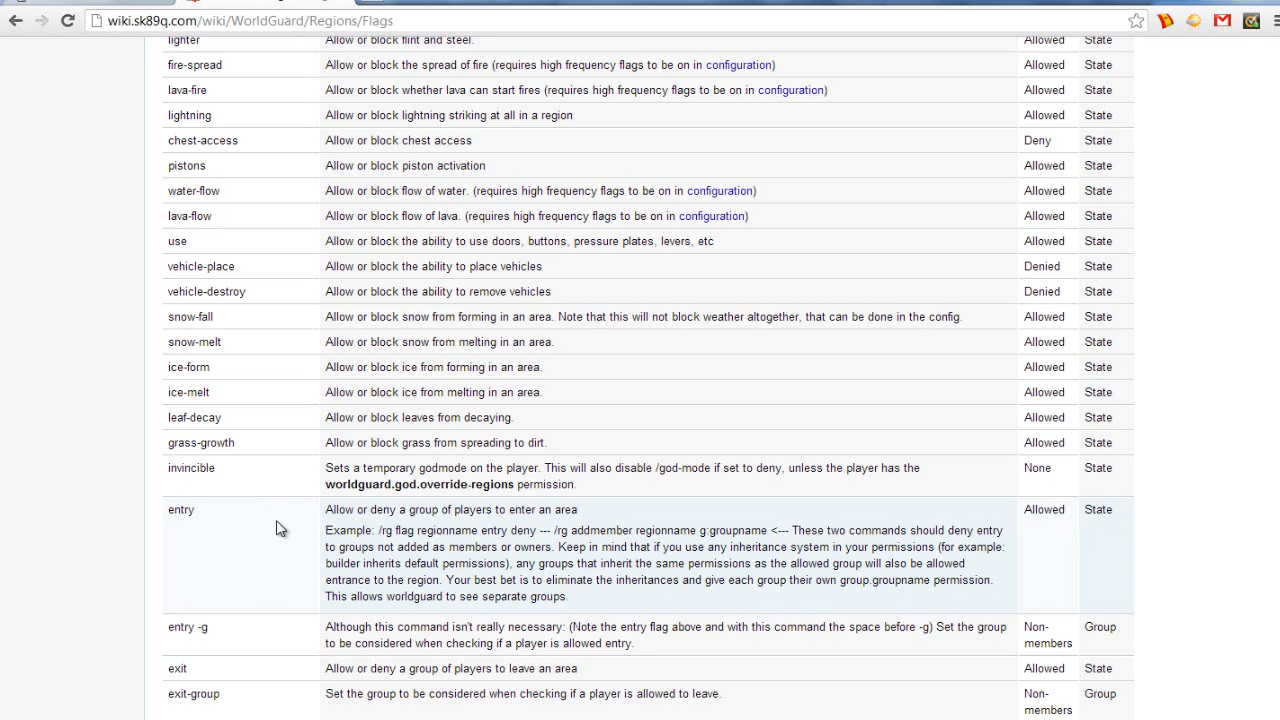 wiki.sk89q.com/wiki/WorldGuard/Regions/Flags
lighter Allow or block flint and steel. Allowed State
fire-spread Allow or block the spread of fire (requires high frequency flags to be on in configuration) Allowed State
lava-fire Allow or block whether lava can start fires (requires high frequency flags to be on in configuration) Allowed State
lightning Allow or block lightning striking at all in a region Allowed State
chest-access Allow or block chest access Deny State
pistons Allow or block piston activation Allowed State
water-flow Allow or block flow of water. (requires high frequency flags to be on in configuration) Allowed State
lava-flow Allow or block flow of lava. (requires high frequency flags to be on in configuration) Allowed State
use Allow or block the ability to use doors, buttons, pressure plates, levers, etc Allowed State
vehicle-place Allow or block the ability to place vehicles Denied State
vehicle-destroy Allow or block the ability to remove vehicles Denied State
snow-fall Allow or block snow from forming in an area. Note that this will not block weather altogether, that can be done in the config. Allowed State
snow-melt Allow or block snow from melting in an area. Allowed State
ice-form Allow or block ice from forming in an area. Allowed State
ice-melt Allow or block ice from melting in an area. Allowed State
leaf-decay Allow or block leaves from decaying. Allowed State
grass-growth Allow or block grass from spreading to dirt. Allowed State
invincible Sets a temporary godmode on the player. This will also disable /god-mode if set to deny, unless the player has the None State
worldguard.god.override-regions permission.
entry Allow or deny a group of players to enter an area Allowed State
Example: /rg flag regionname entry deny --- /rg addmember regionname g:groupname <--- These two commands should deny entry
to groups not added as members or owners. Keep in mind that if you use any inheritance system in your permissions (for example:
builder inherits default permissions), any groups that inherit the same permissions as the allowed group will also be allowed
entrance to the region. Your best bet is to eliminate the inheritances and give each group their own group.groupname permission.
This allows worldguard to see separate groups.
entry -g Although this command isn't really necessary: (Note the entry flag above and with this command the space before -g) Set the group Non- Group
to be considered when checking if a player is allowed entry. members
exit Allow or deny a group of players to leave an area Allowed State
exit-group Set the group to be considered when checking if a player is allowed to leave. Non- Group
members